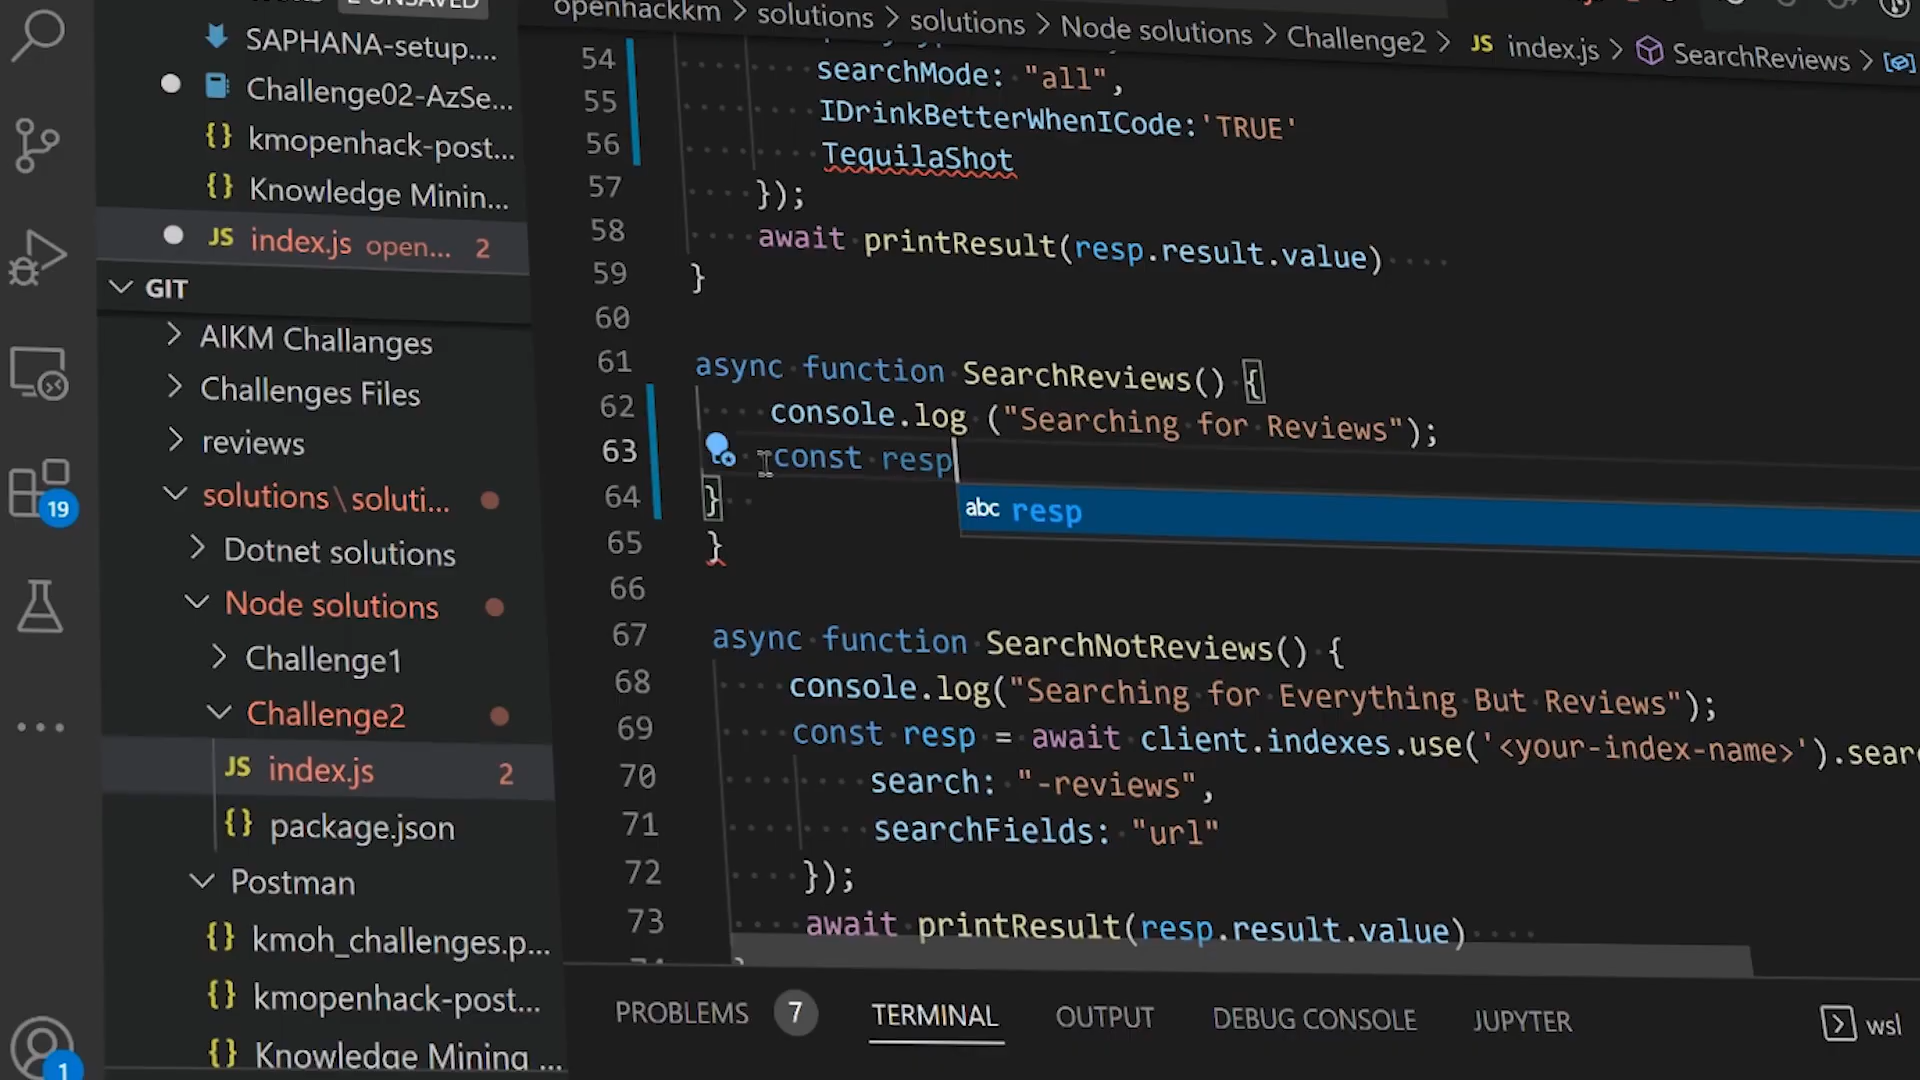 2 UNSAVED
SAPHANA-setup....
Challenge02-AzSe...
{} kmopenhack-post...
{} Knowledge Minin...
JS index.js open... 2
GIT
AIKM Challanges
Challenges Files
reviews
solutions\soluti...
Dotnet solutions
Node solutions
Challenge1
Challenge2
JS index.js 2
{} package.json
Postman
{} kmoh_challenges.p...
{} kmopenhack-post...
{} Knowledge Mining ...
19
1
openhackkm > solutions > solutions > Node solutions > Challenge2 > JS index.js > SearchReviews >
54 searchMode: "all",
55 IDrinkBetterWhenICode:'TRUE'
56 TequilaShot
57 });
58 await printResult(resp.result.value)
59 }
60
61 async function SearchReviews() {
62 console.log ("Searching for Reviews");
63 const resp
abc resp
64 }
65 }
66
67 async function SearchNotReviews() {
68 console.log("Searching for Everything But Reviews");
69 const resp = await client.indexes.use('<your-index-name>').sear
70 search: "-reviews",
71 searchFields: "url"
72 });
73 await printResult(resp.result.value)
PROBLEMS 7 TERMINAL OUTPUT DEBUG CONSOLE JUPYTER wsl